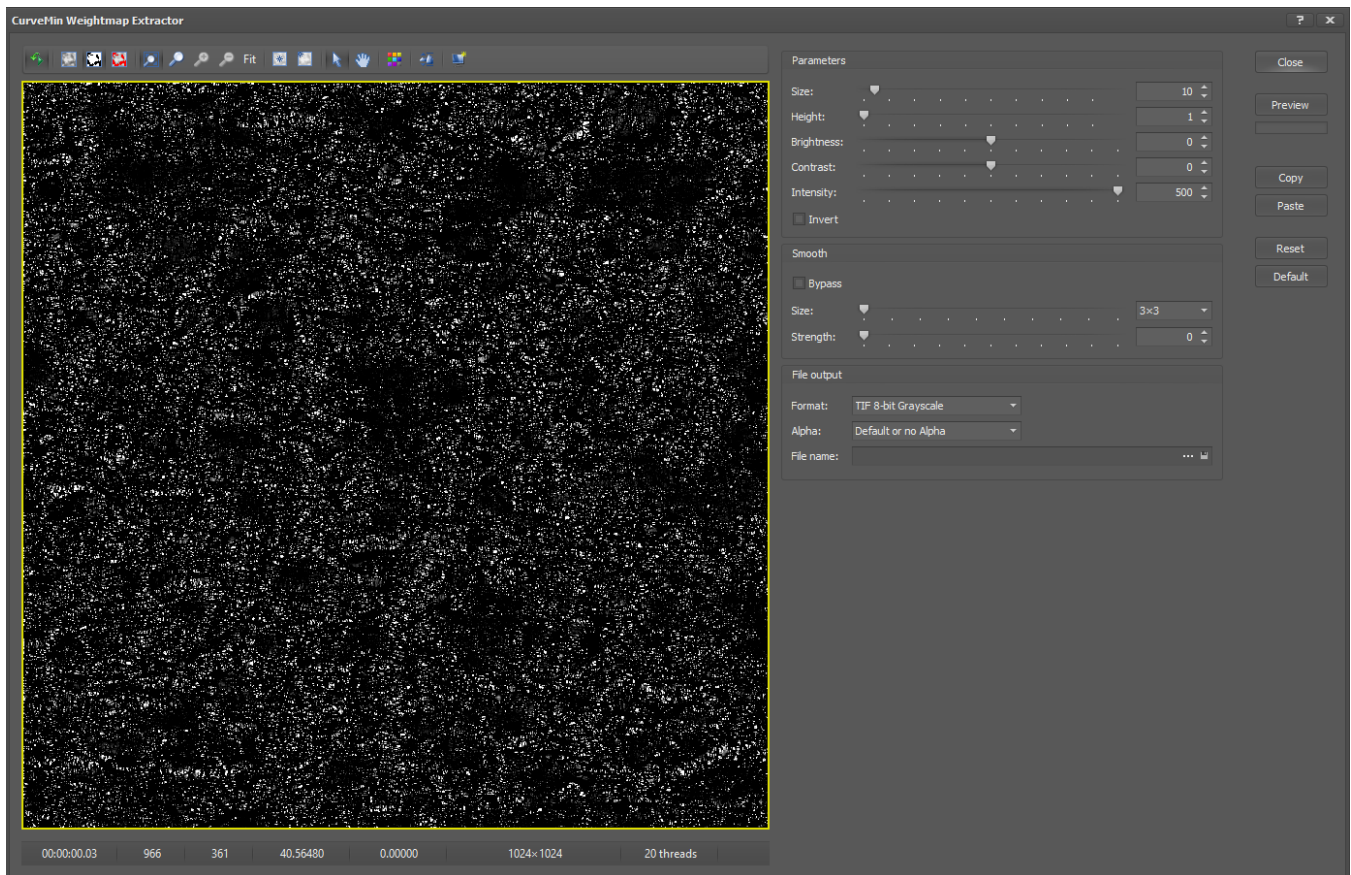 CurveMin Weightmap Extractor
? ×
Fit
Parameters
Size: 10
Height: 1
Brightness: 0
Contrast: 0
Intensity: 500
Invert
Smooth
Bypass
Size: 3×3
Strength: 0
File output
Format: TIF 8-bit Grayscale
Alpha: Default or no Alpha
File name: ...
Close
Preview
Copy
Paste
Reset
Default
00:00:00.03 966 361 40.56480 0.00000 1024×1024 20 threads